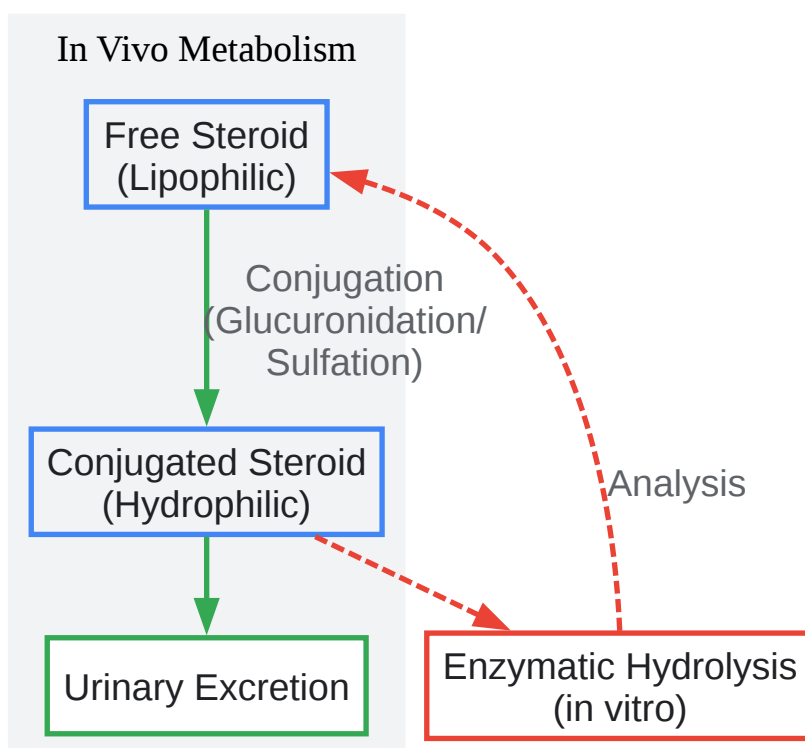 In Vivo Metabolism
Free Steroid
(Lipophilic)
Conjugation
(Glucuronidation/
Sulfation)
Conjugated Steroid
(Hydrophilic)
Analysis
Urinary Excretion
Enzymatic Hydrolysis
(in vitro)